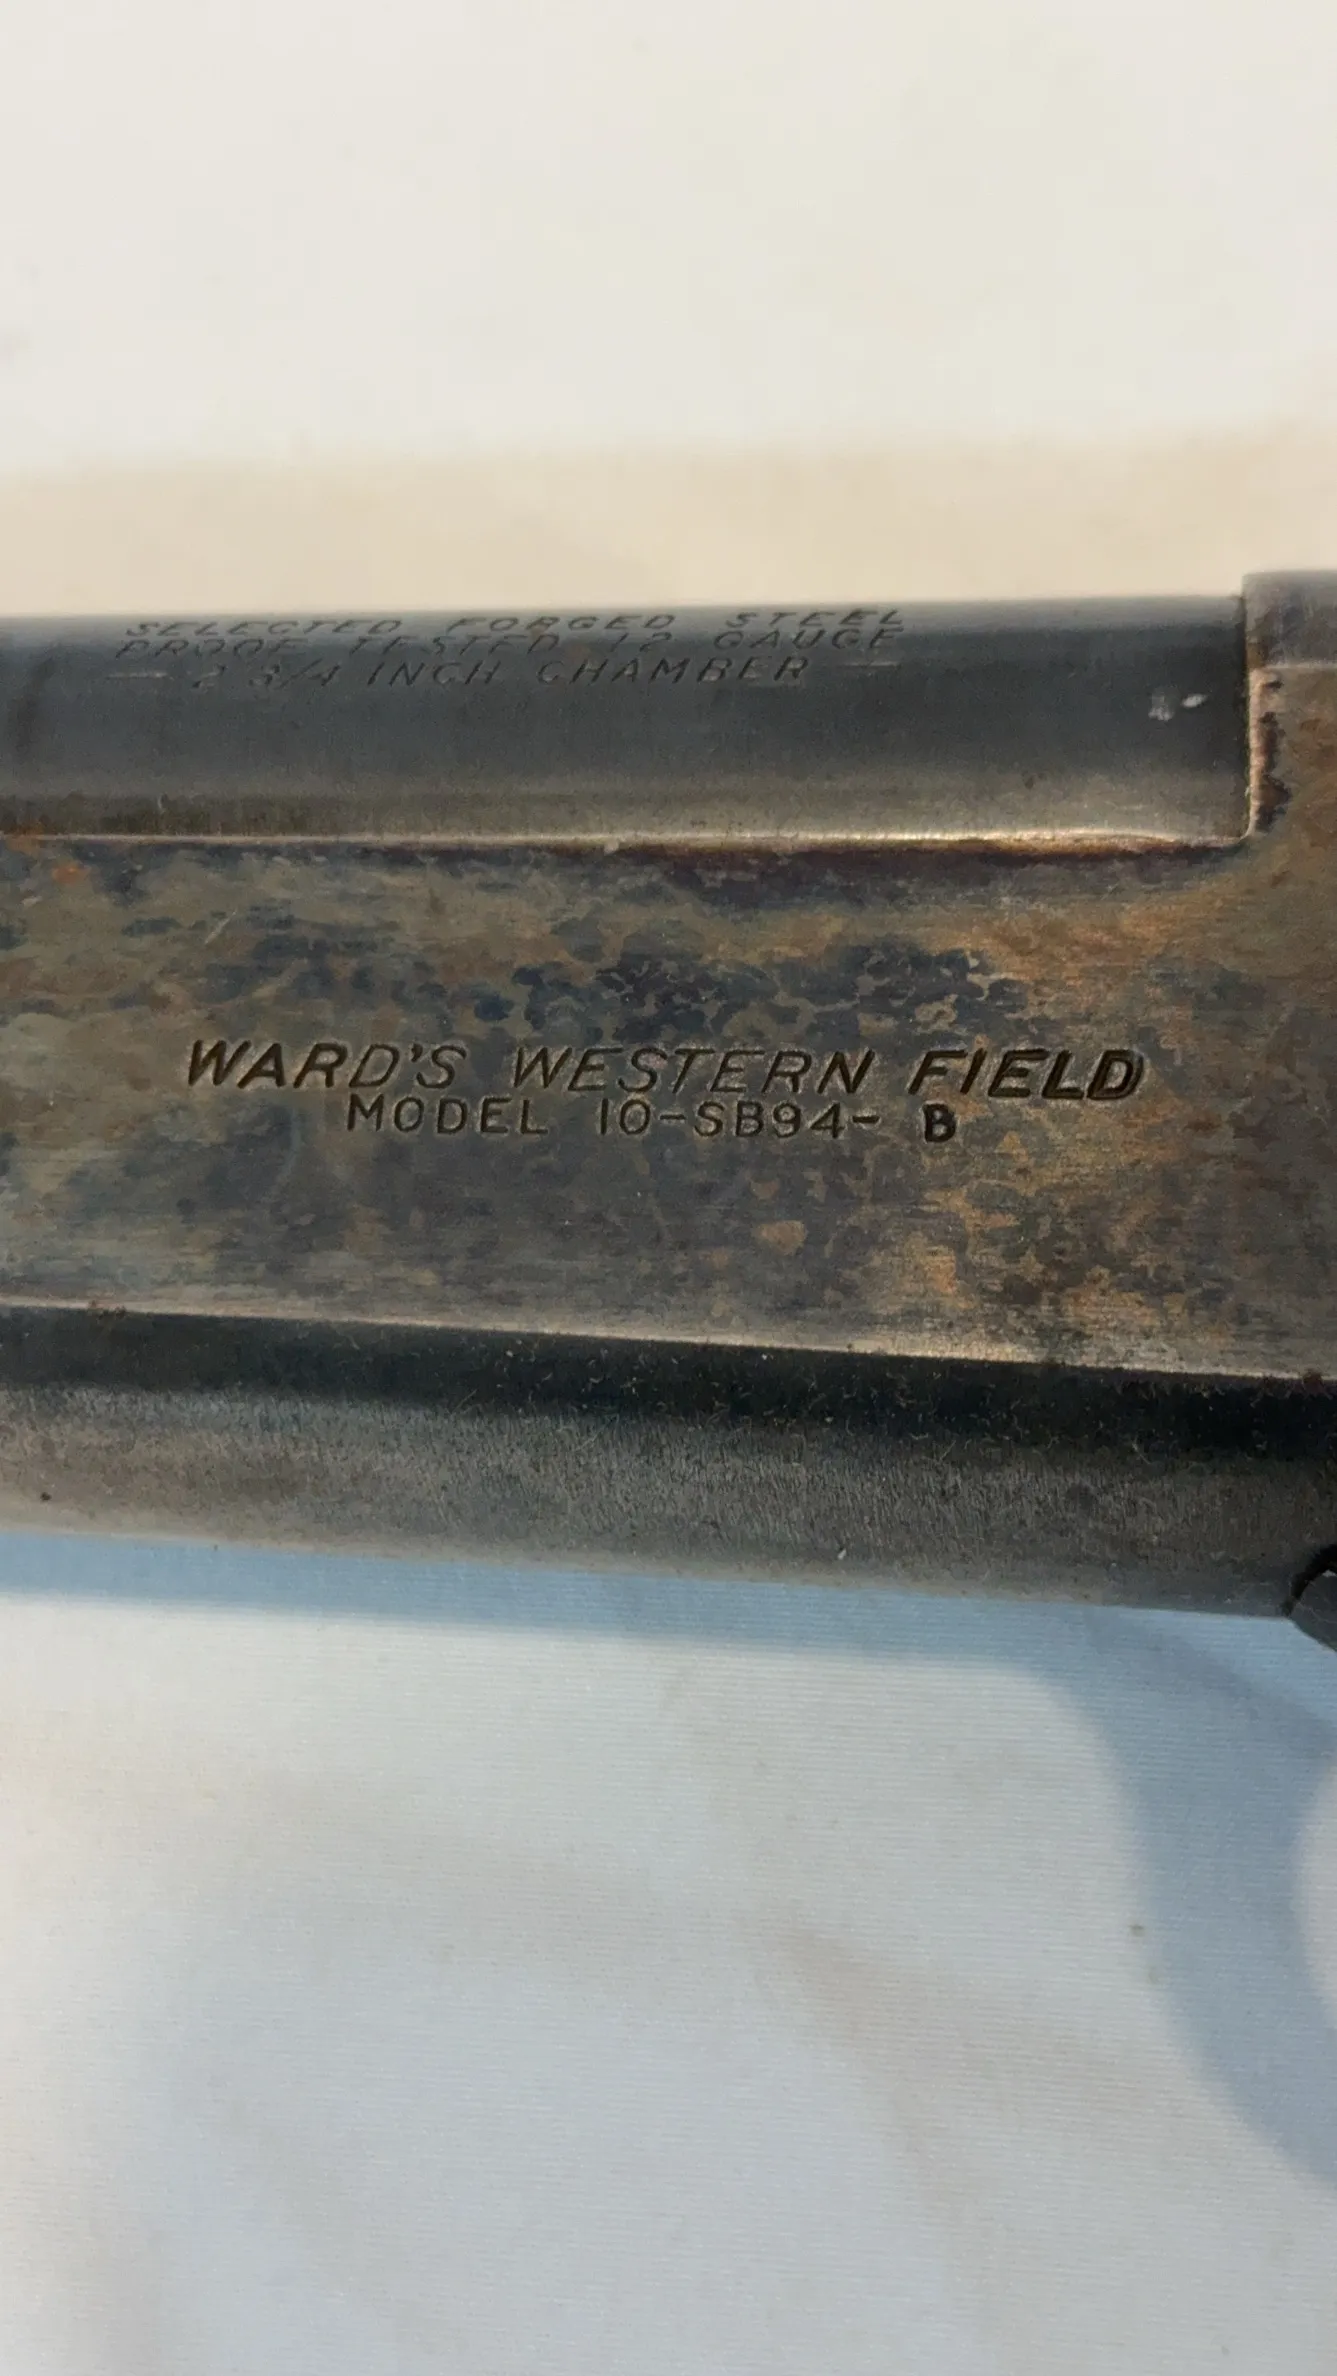 SELECTED FORGED STEEL
PROOF TESTED 12 GAUGE
— 2 3/4 INCH CHAMBER —
WARD'S WESTERN FIELD
MODEL 10-SB94- B